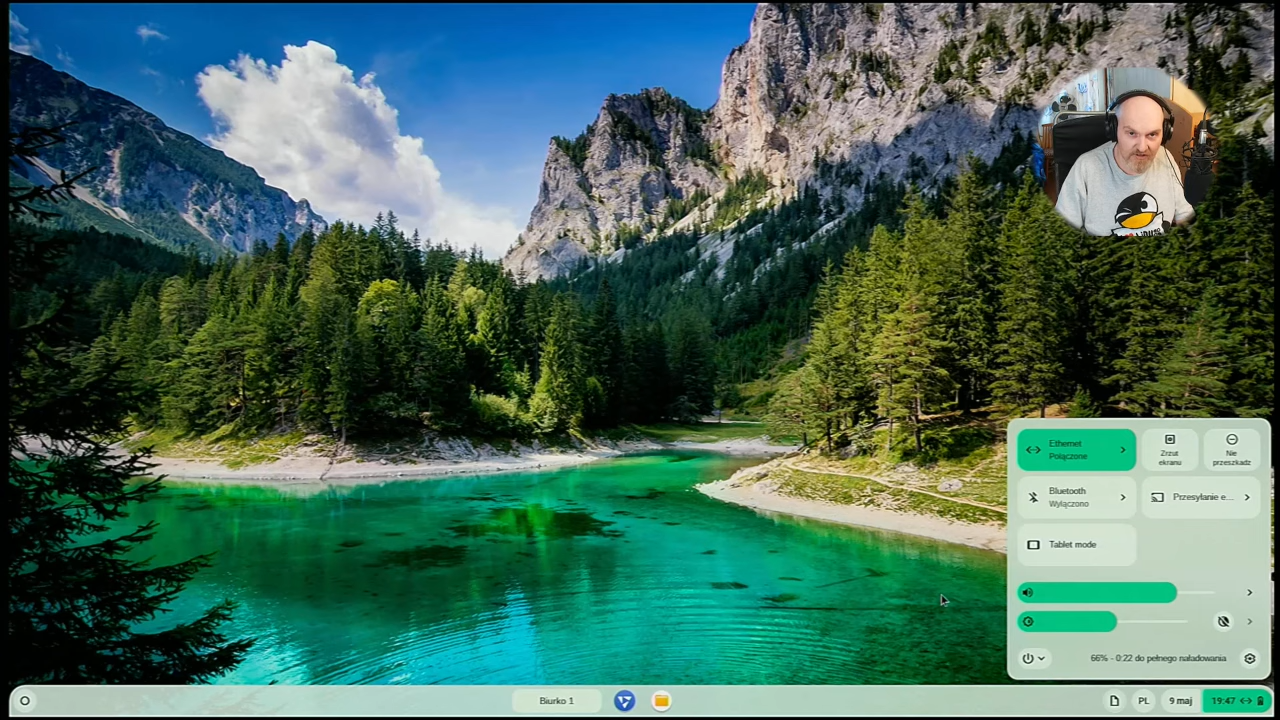 Ethernet
Połączone
Zrzut
ekranu
Nie
przeszkadz
Bluetooth
Wyłączono
Przesyłanie e...
Tablet mode
66% - 0:22 do pełnego naładowania
Biurko 1
PL
9 maj
19:47